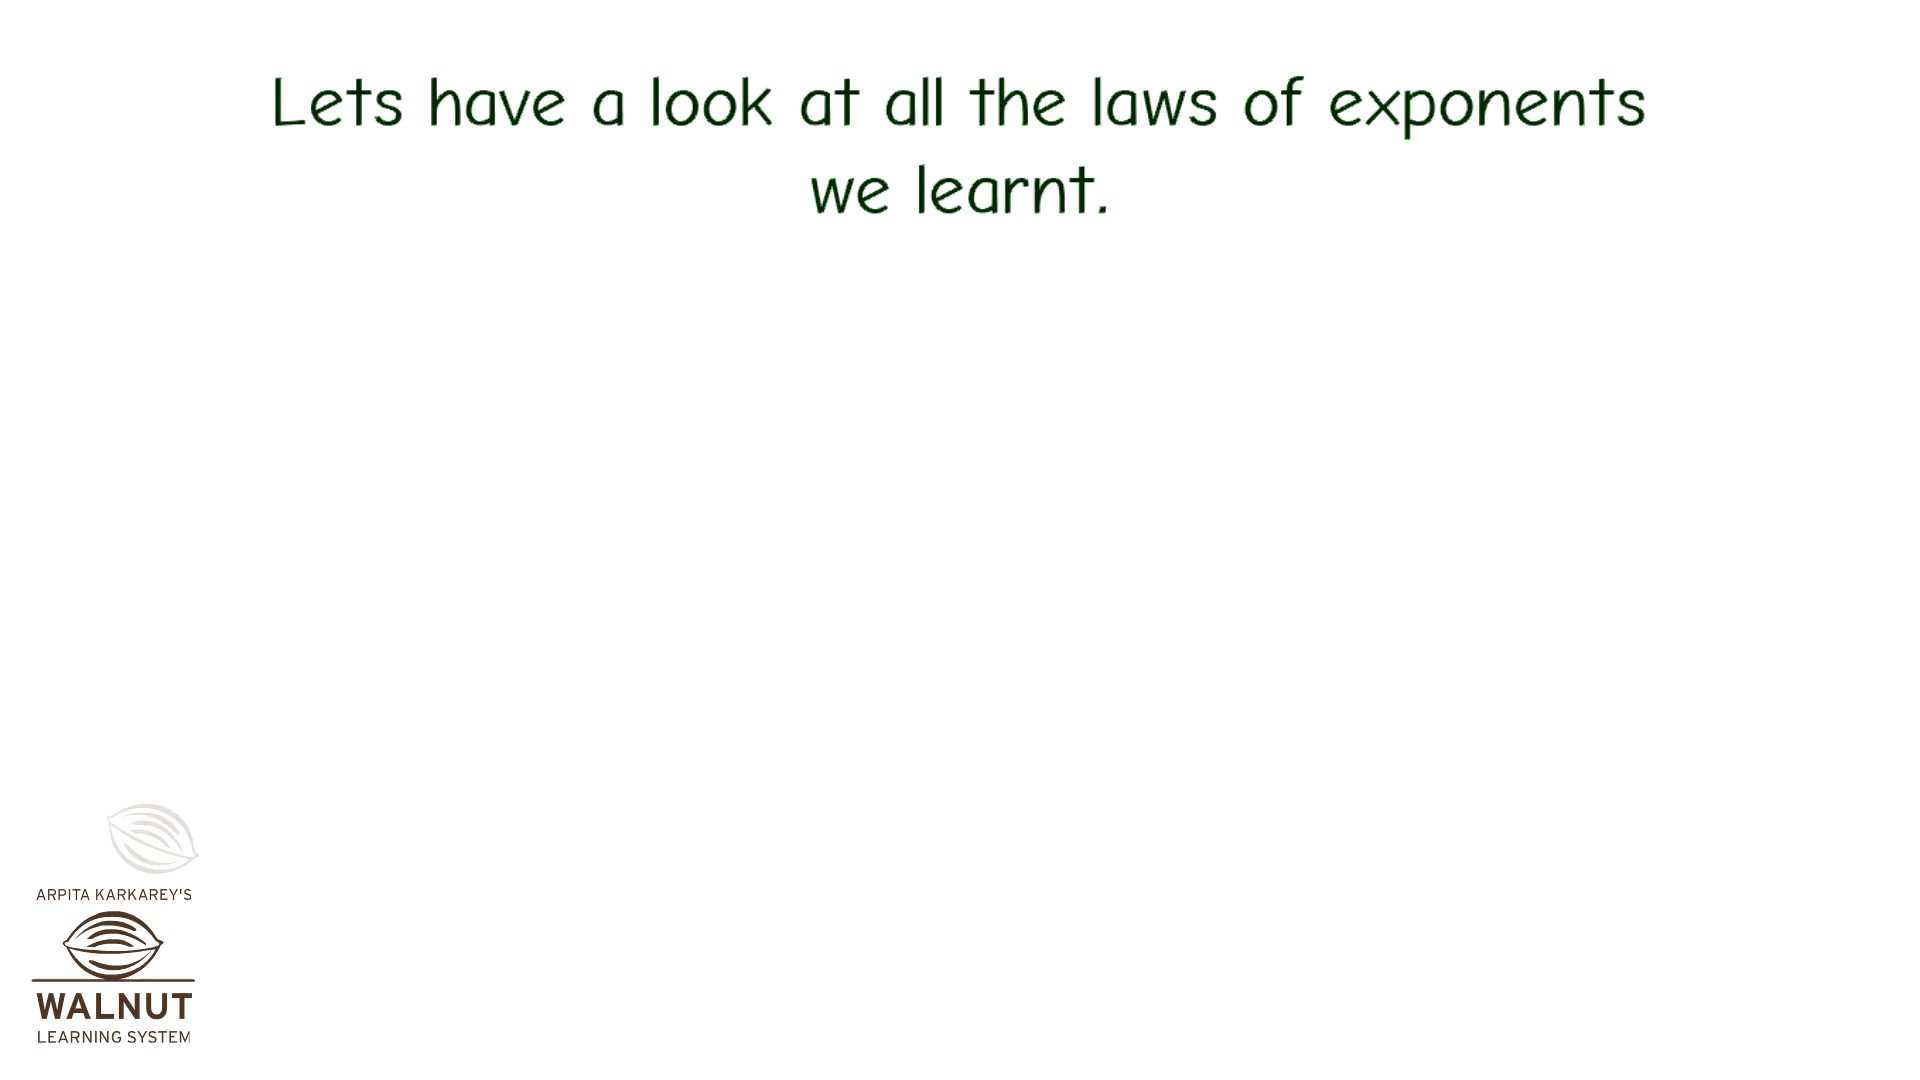 Lets have a look at all the laws of exponents
we learnt.
ARPITA KARKAREY'S
WALNUT
LEARNING SYSTEM